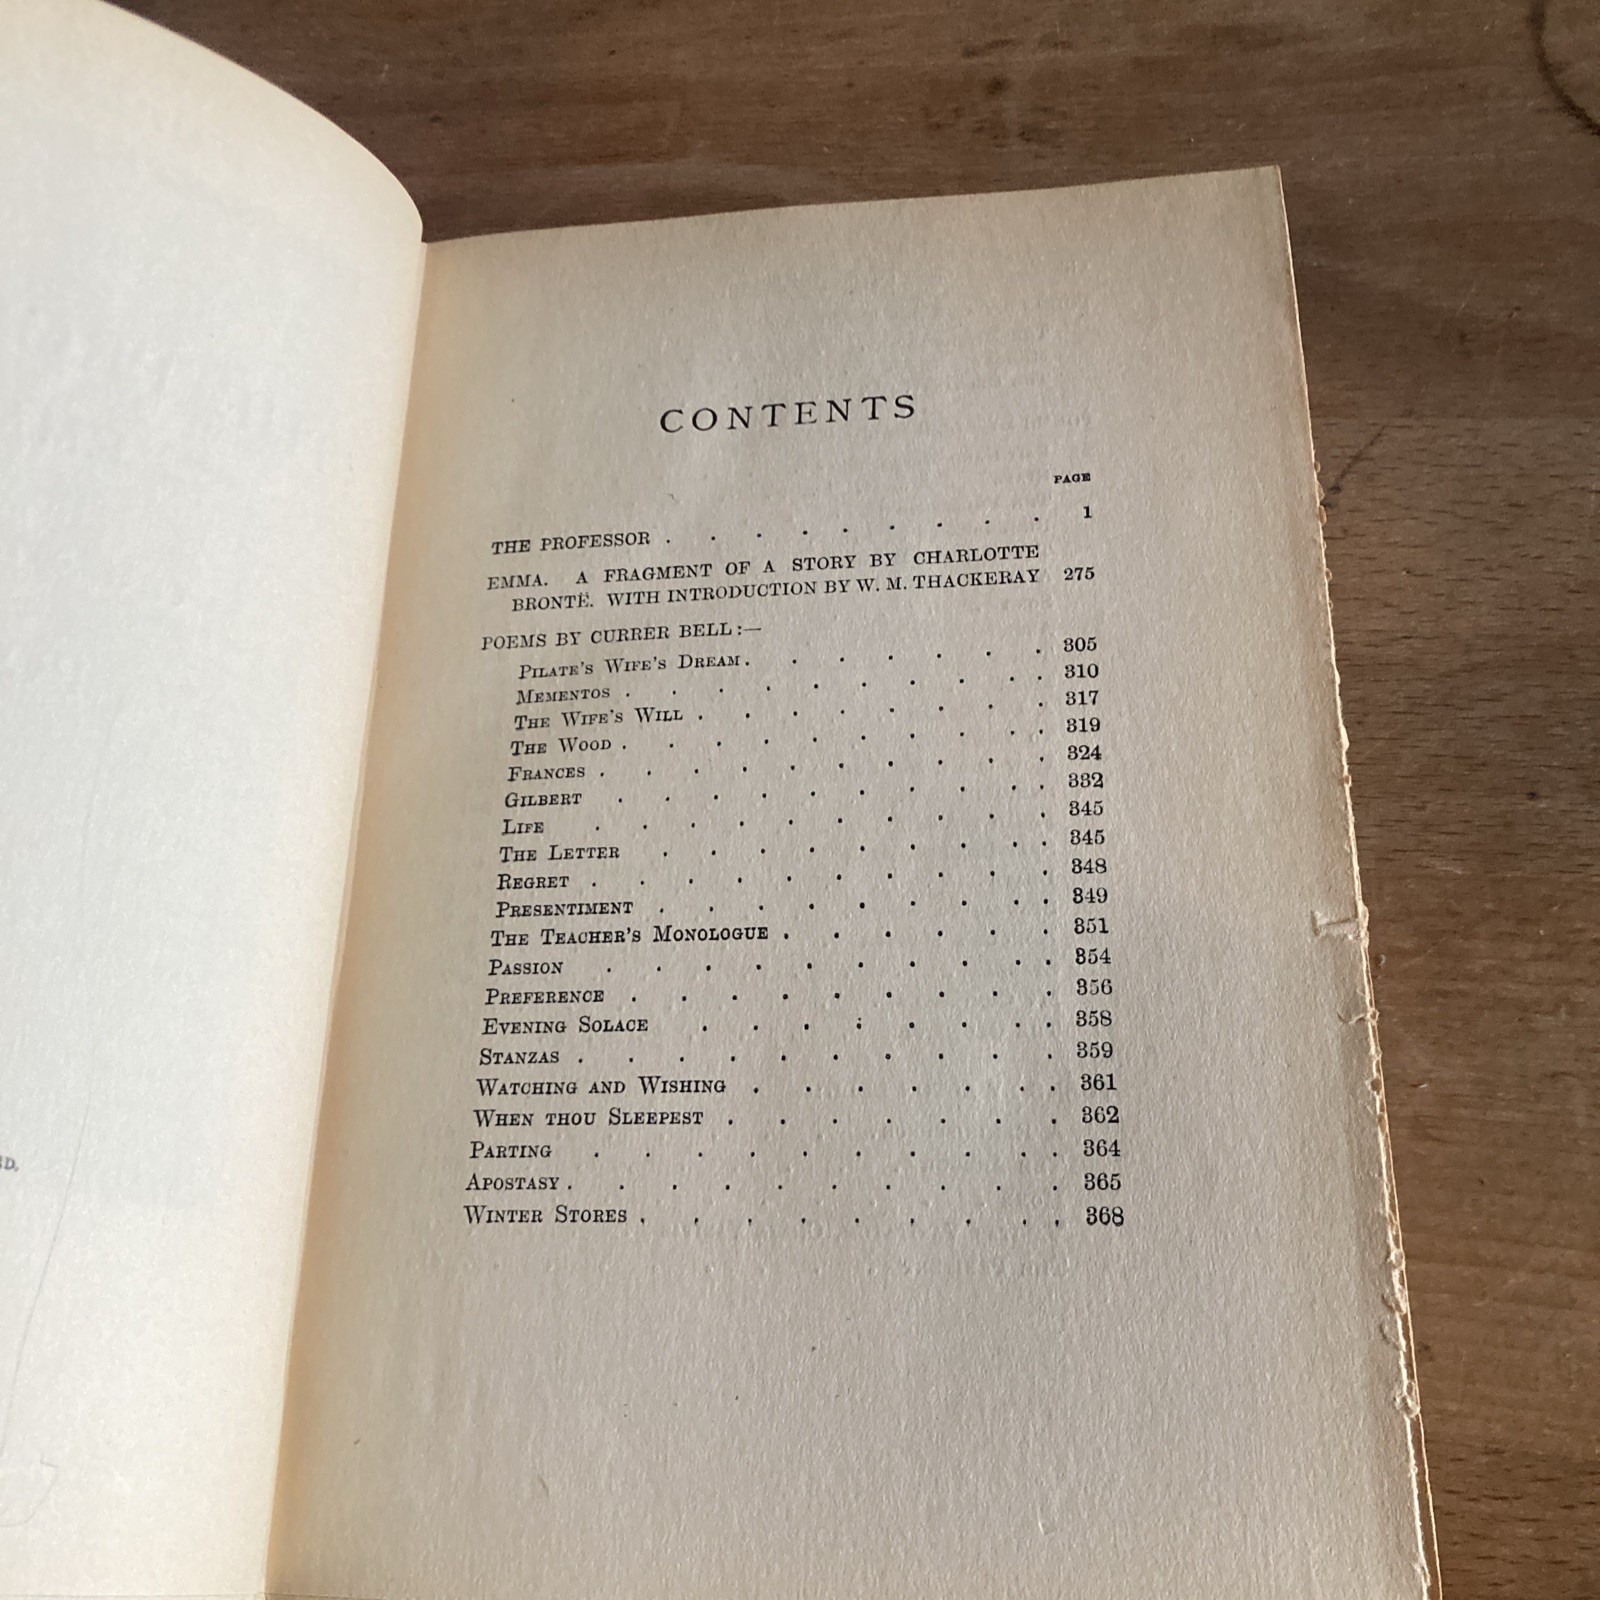 CONTENTS
PAGE
THE PROFESSOR . . . . . . . . . 1
EMMA. A FRAGMENT OF A STORY BY CHARLOTTE
BRONTË. WITH INTRODUCTION BY W. M. THACKERAY 275
POEMS BY CURRER BELL:—
PILATE'S WIFE'S DREAM . . . . . . . 305
MEMENTOS . . . . . . . . . . 310
THE WIFE'S WILL . . . . . . . . 317
THE WOOD . . . . . . . . . . 319
FRANCES . . . . . . . . . . 324
GILBERT . . . . . . . . . . 332
LIFE . . . . . . . . . . 345
THE LETTER . . . . . . . . . 345
REGRET . . . . . . . . . . 348
PRESENTIMENT . . . . . . . . . 349
THE TEACHER'S MONOLOGUE . . . . . . 351
PASSION . . . . . . . . . . 354
PREFERENCE . . . . . . . . . 356
EVENING SOLACE . . . . . . . . 358
STANZAS . . . . . . . . . . 359
WATCHING AND WISHING . . . . . . . 361
WHEN THOU SLEEPEST . . . . . . . 362
PARTING . . . . . . . . . . 364
APOSTASY . . . . . . . . . . 365
WINTER STORES . . . . . . . . . 368